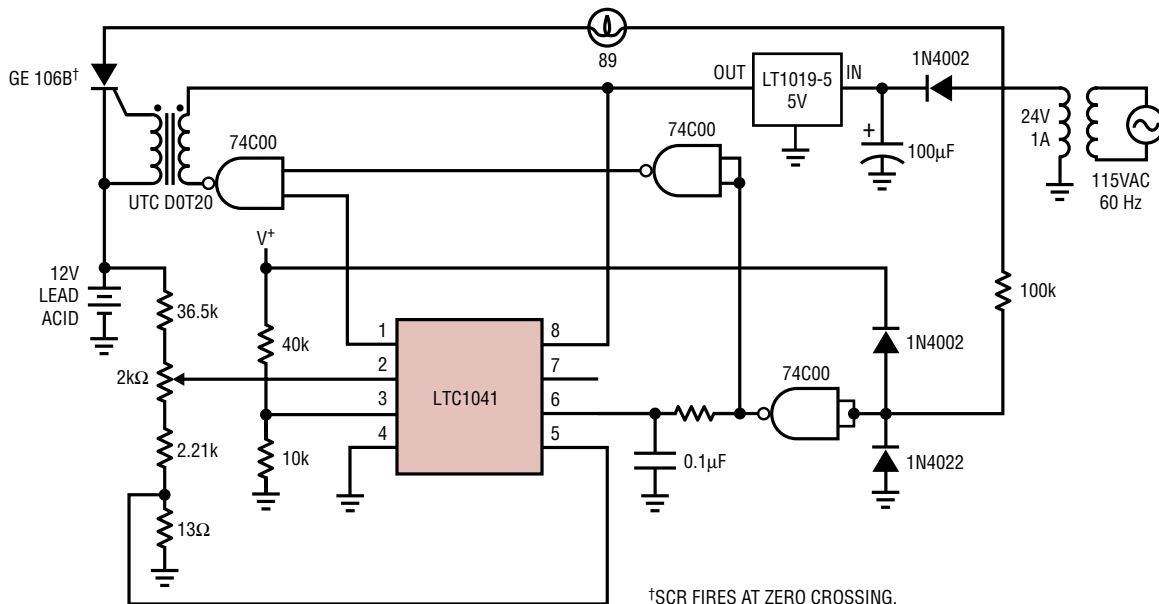 GE 106B†
89
OUT
LT1019-5
5V
IN
1N4002
24V
1A
115VAC
60 Hz
+
100µF
74C00
74C00
UTC D0T20
V+
12V
LEAD
ACID
36.5k
2kΩ
2.21k
13Ω
40k
10k
1
2
3
4
LTC1041
8
7
6
5
0.1µF
74C00
1N4002
1N4022
100k
†SCR FIRES AT ZERO CROSSING.